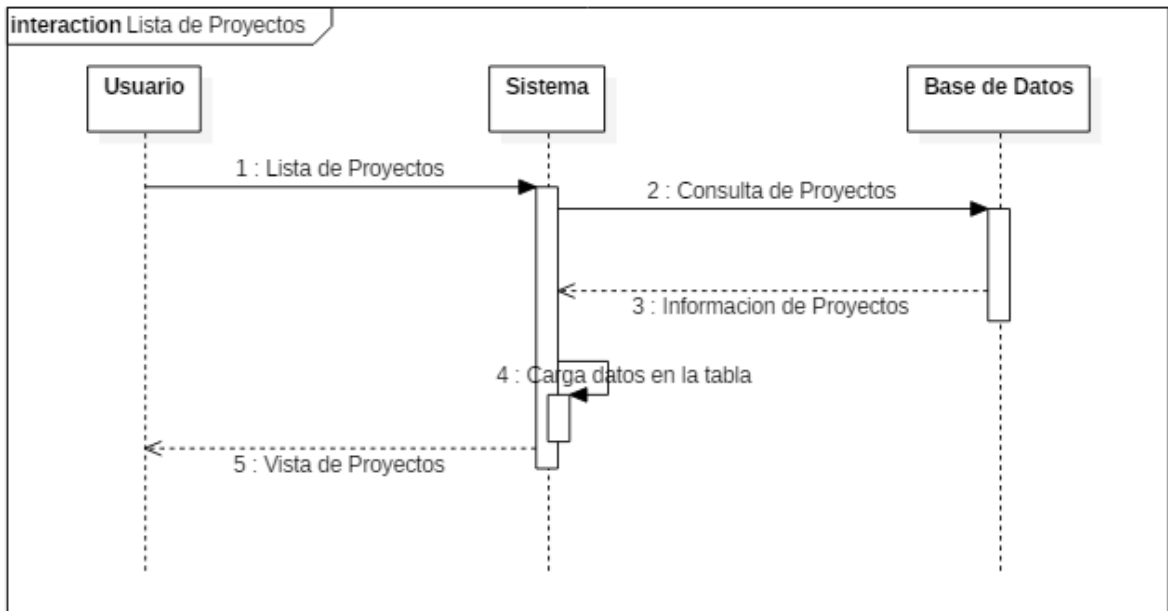 interaction Lista de Proyectos
Usuario
Sistema
Base de Datos
1 : Lista de Proyectos
2 : Consulta de Proyectos
3 : Informacion de Proyectos
4 : Carga datos en la tabla
5 : Vista de Proyectos